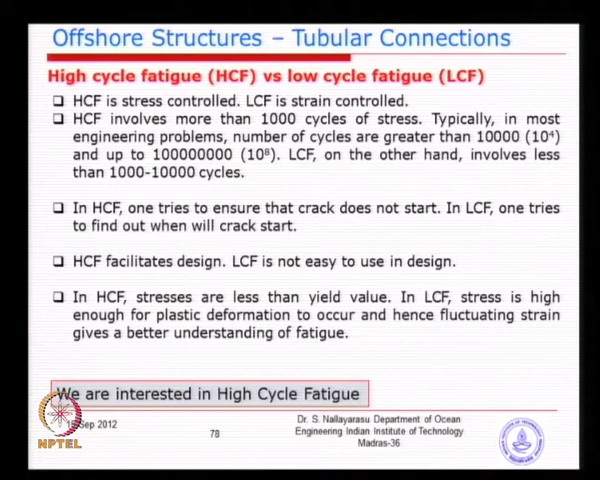 Offshore Structures – Tubular Connections
High cycle fatigue (HCF) vs low cycle fatigue (LCF)
HCF is stress controlled. LCF is strain controlled.
HCF involves more than 1000 cycles of stress. Typically, in most
engineering problems, number of cycles are greater than 10000 (10⁴)
and up to 100000000 (10⁸). LCF, on the other hand, involves less
than 1000-10000 cycles.
In HCF, one tries to ensure that crack does not start. In LCF, one tries
to find out when will crack start.
HCF facilitates design. LCF is not easy to use in design.
In HCF, stresses are less than yield value. In LCF, stress is high
enough for plastic deformation to occur and hence fluctuating strain
gives a better understanding of fatigue.
We are interested in High Cycle Fatigue
Sep 2012
78
Dr. S. Nallayarasu Department of Ocean
Engineering Indian Institute of Technology
Madras-36
NPTEL